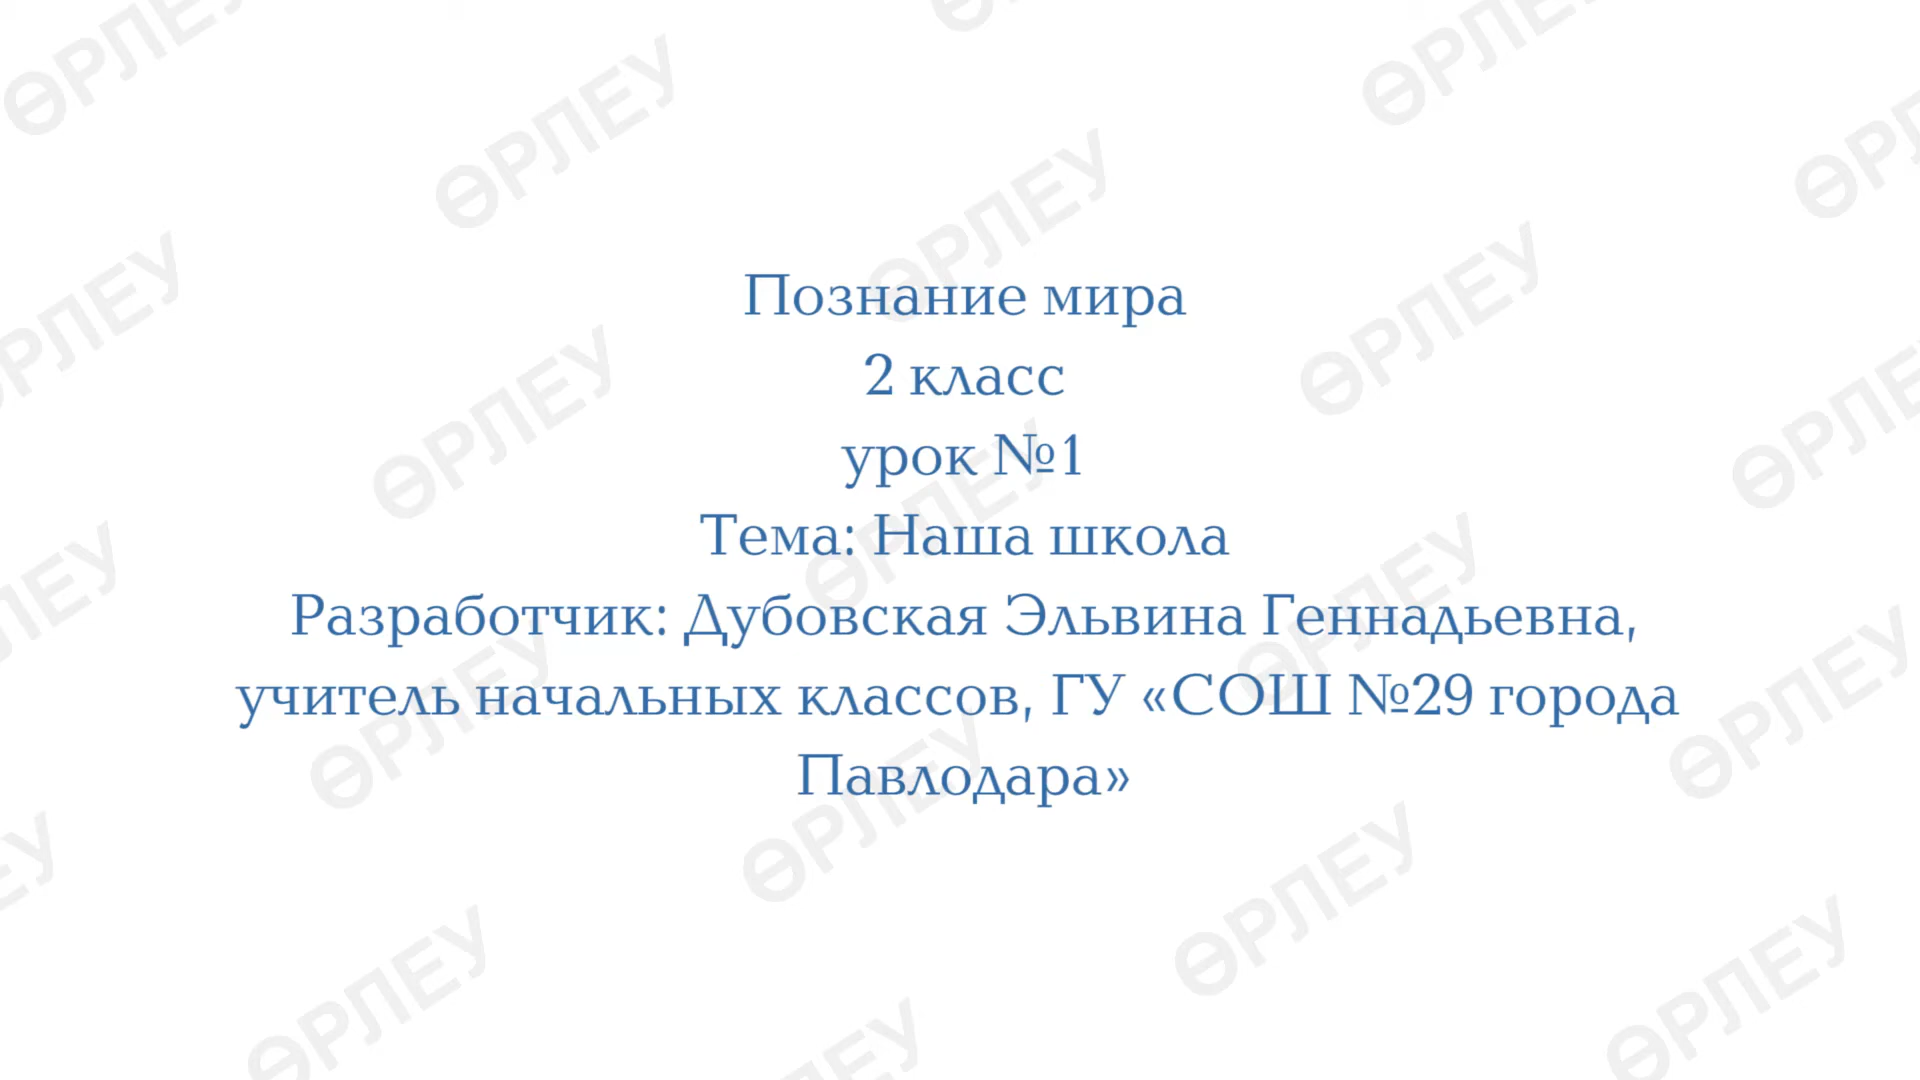 Познание мира
2 класс
урок №1
Тема: Наша школа
Разработчик: Дубовская Эльвина Геннадьевна,
учитель начальных классов, ГУ «СОШ №29 города
Павлодара»
ӨРЛЕУ